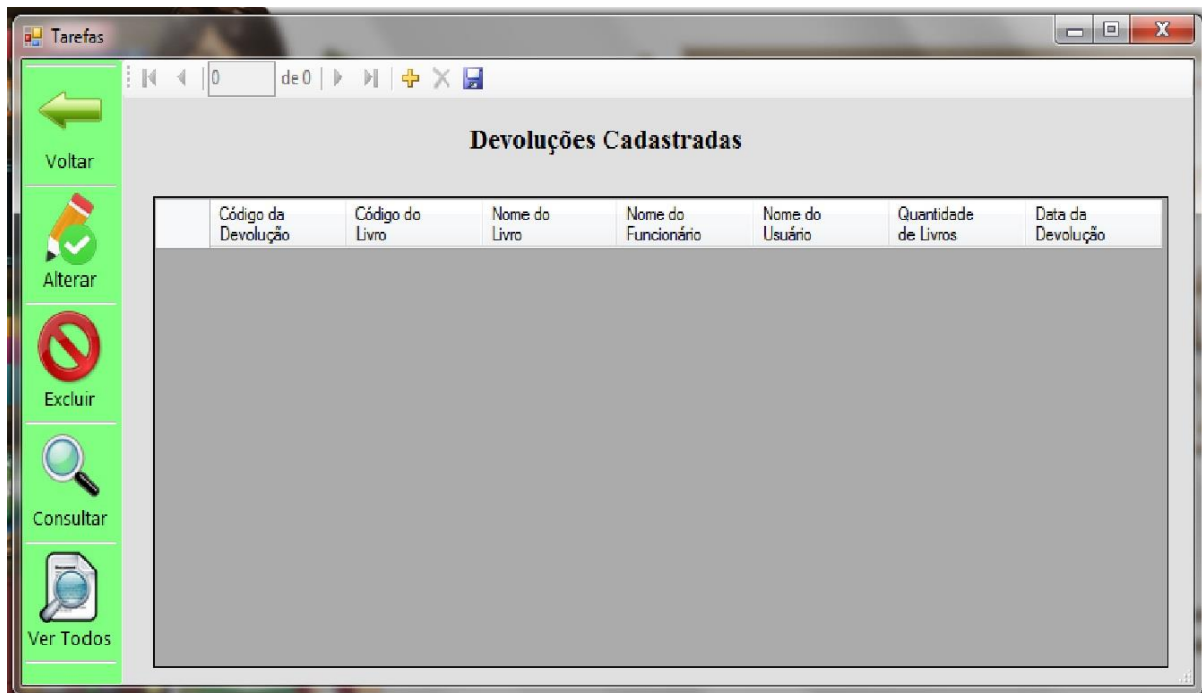 Tarefas
0 de 0
Devoluções Cadastradas
Voltar
Alterar
Excluir
Consultar
Ver Todos
Código da Devolução
Código do Livro
Nome do Livro
Nome do Funcionário
Nome do Usuário
Quantidade de Livros
Data da Devolução